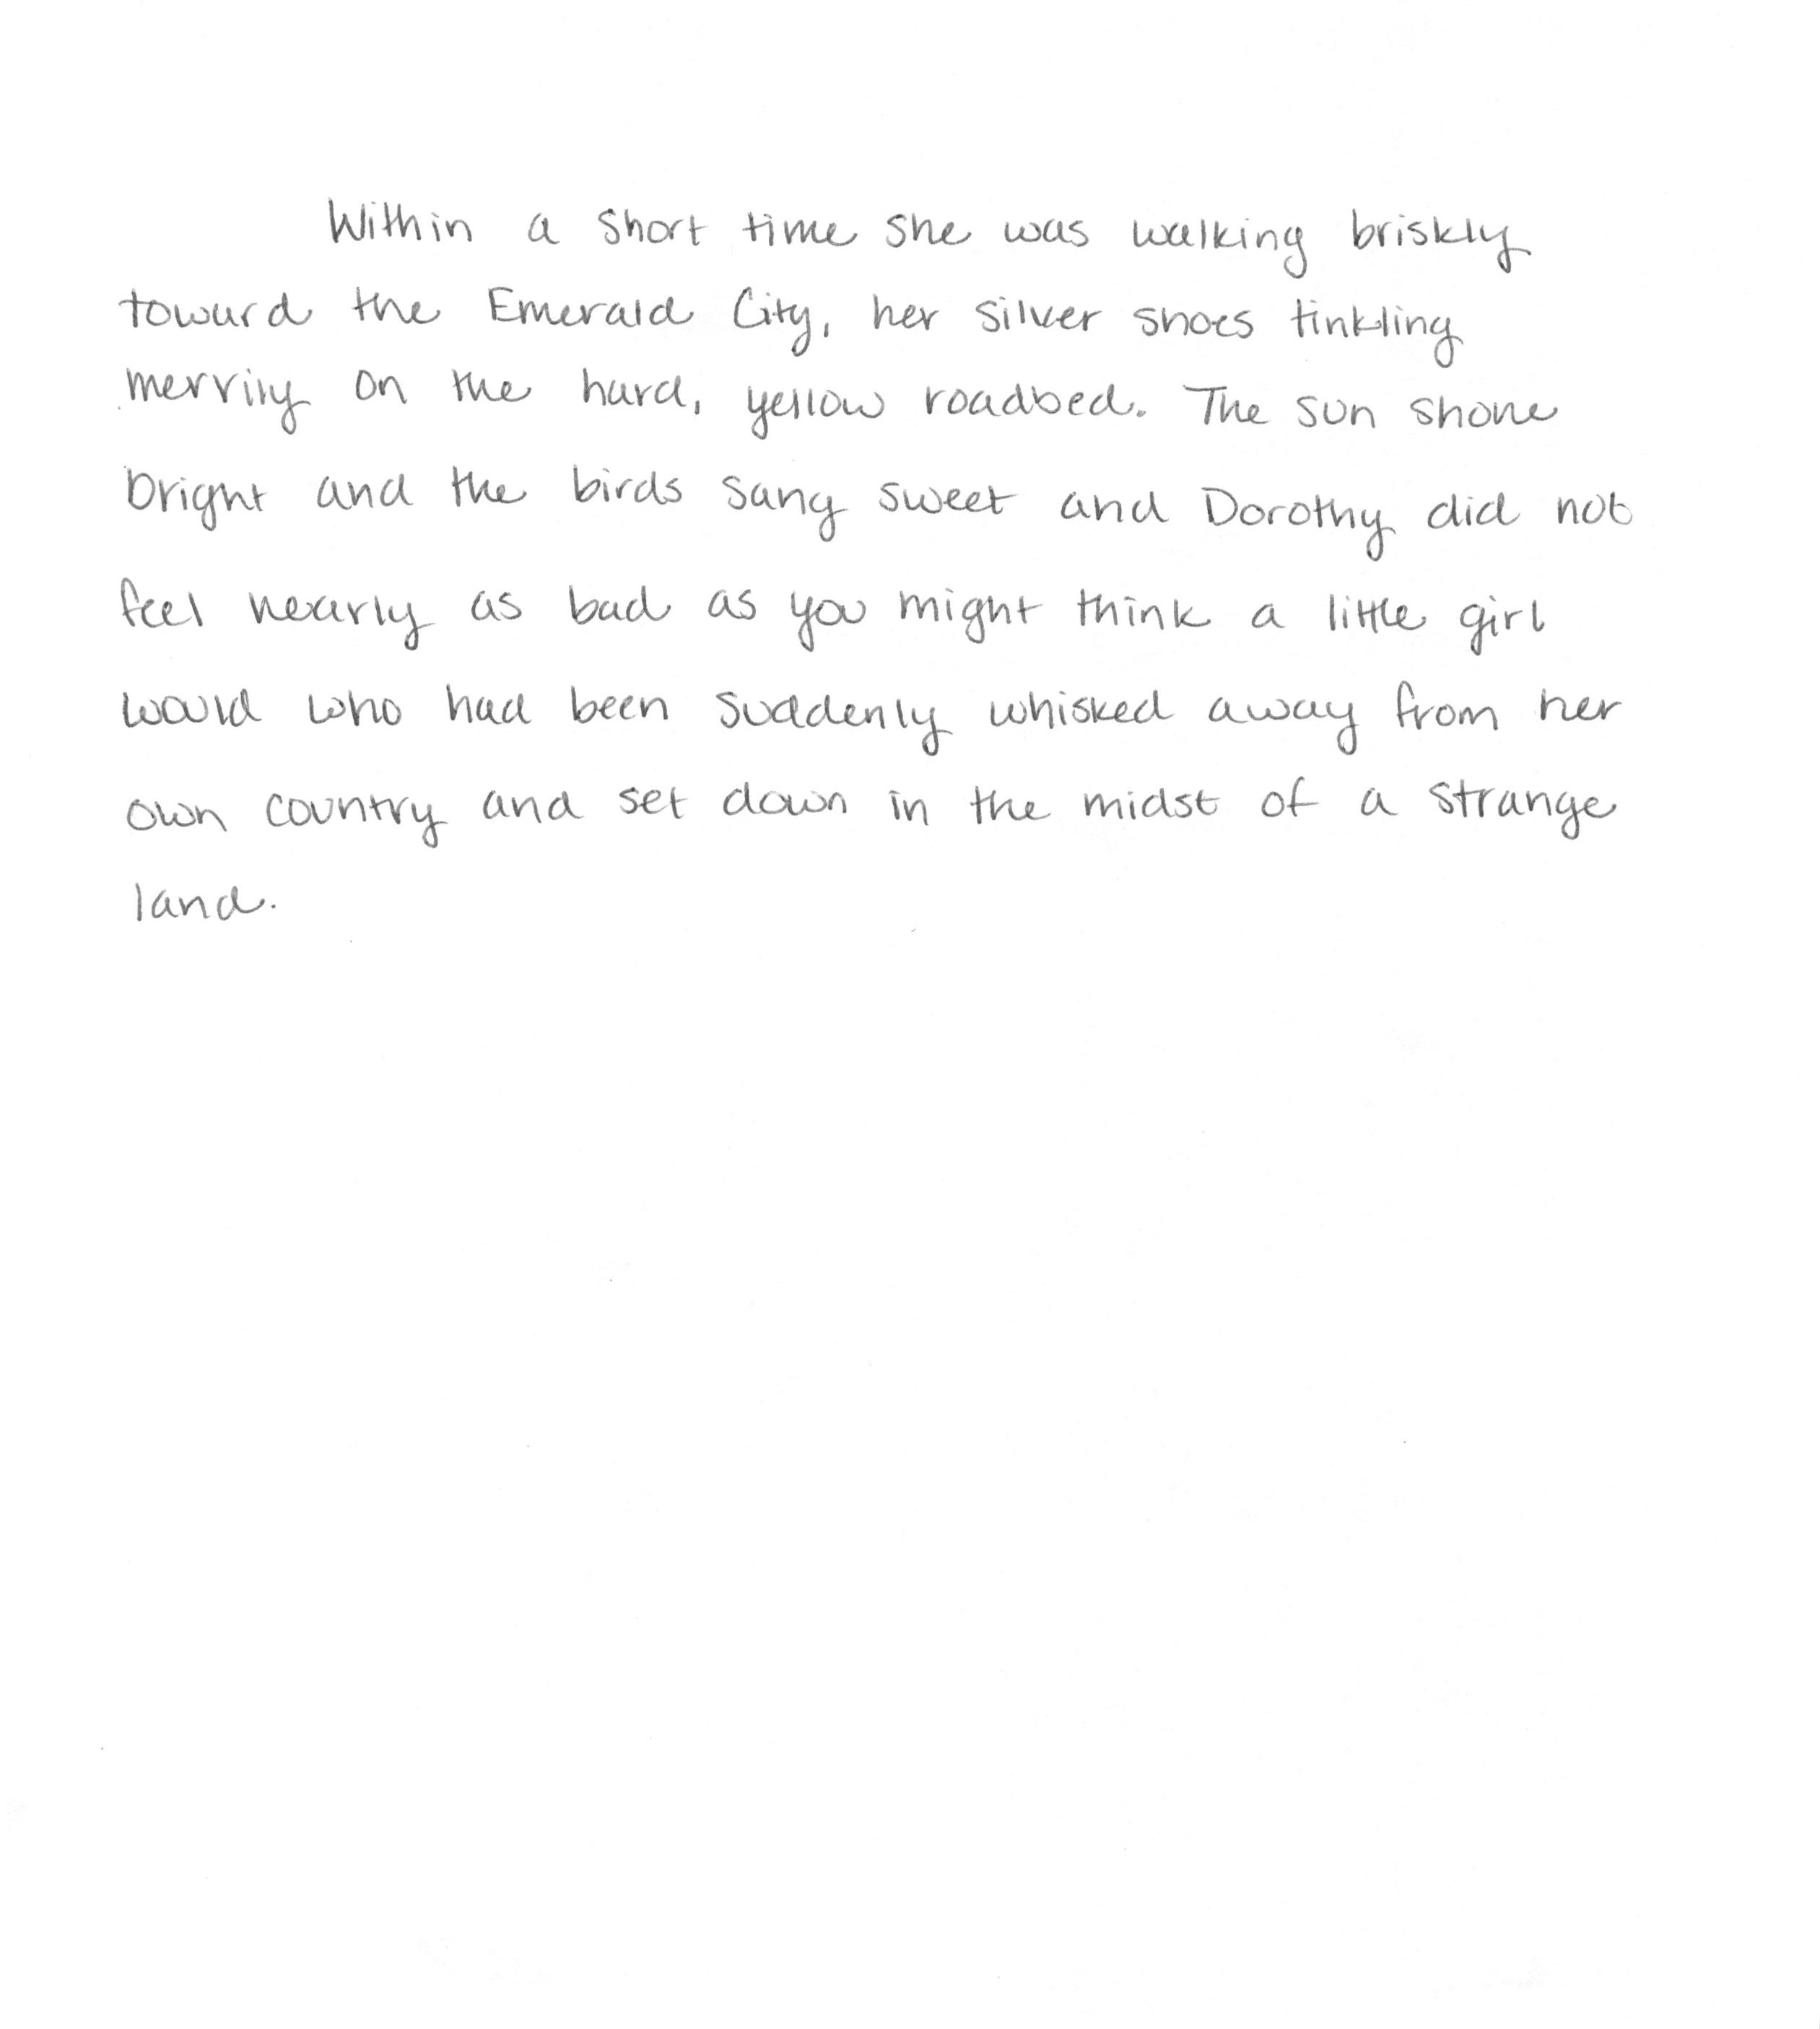 Within a short time she was walking briskly
toward the Emerald City, her silver shoes tinkling
merrily on the hard, yellow roadbed. The sun shone
bright and the birds sang sweet and Dorothy did not
feel nearly as bad as you might think a little girl
would who had been suddenly whisked away from her
own country and set down in the midst of a strange
land.